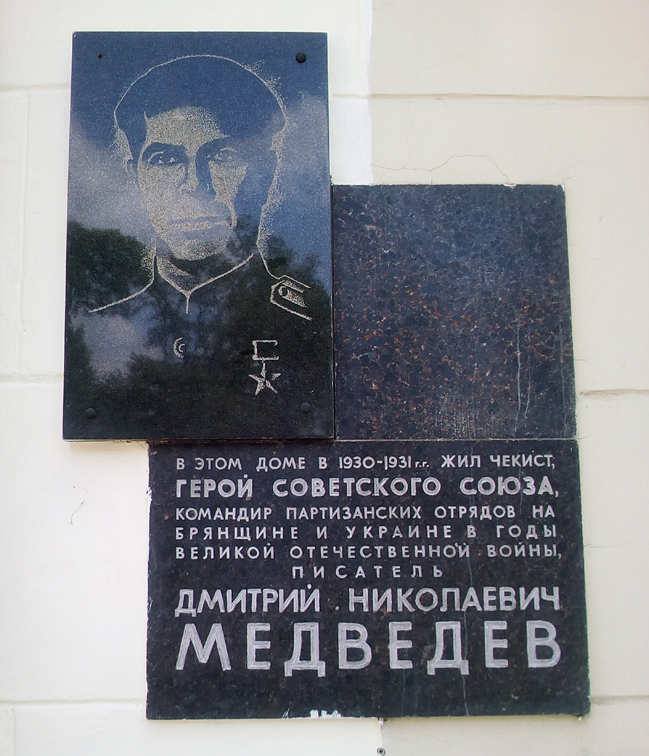 В ЭТОМ ДОМЕ В 1930-1931 г.г. ЖИЛ ЧЕКИСТ,
ГЕРОЙ СОВЕТСКОГО СОЮЗА,
КОМАНДИР ПАРТИЗАНСКИХ ОТРЯДОВ НА
БРЯНЩИНЕ И УКРАИНЕ В ГОДЫ
ВЕЛИКОЙ ОТЕЧЕСТВЕННОЙ ВОЙНЫ,
ПИСАТЕЛЬ
ДМИТРИЙ НИКОЛАЕВИЧ
МЕДВЕДЕВ